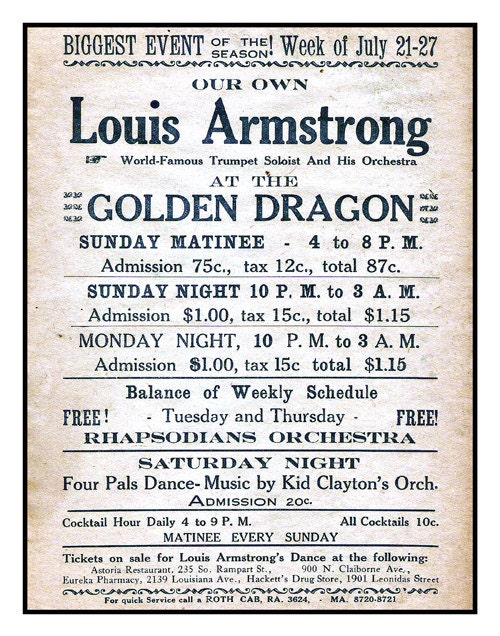 BIGGEST EVENT OF THE SEASON! ! Week of July 21-27
OUR OWN
Louis Armstrong
World-Famous Trumpet Soloist And His Orchestra
AT THE
GOLDEN DRAGON
SUNDAY MATINEE - 4 to 8 P. M.
Admission 75c., tax 12c., total 87c.
SUNDAY NIGHT 10 P. M. to 3 A. M.
Admission $1.00, tax 15c., total $1.15
MONDAY NIGHT, 10 P. M. to 3 A. M.
Admission $1.00, tax 15c total $1.15
Balance of Weekly Schedule
FREE! - Tuesday and Thursday - FREE!
RHAPSODIANS ORCHESTRA
SATURDAY NIGHT
Four Pals Dance-Music by Kid Clayton's Orch.
ADMISSION 20c.
Cocktail Hour Daily 4 to 9 P. M. All Cocktails 10c.
MATINEE EVERY SUNDAY
Tickets on sale for Louis Armstrong's Dance at the following:
Astoria Restaurant, 235 So. Rampart St., 900 N. Claiborne Ave.,
Eureka Pharmacy, 2139 Louisiana Ave., Hackett's Drug Store, 1901 Leonidas Street
For quick Service call a ROTH CAB, RA. 3624, - MA. 8720-8721